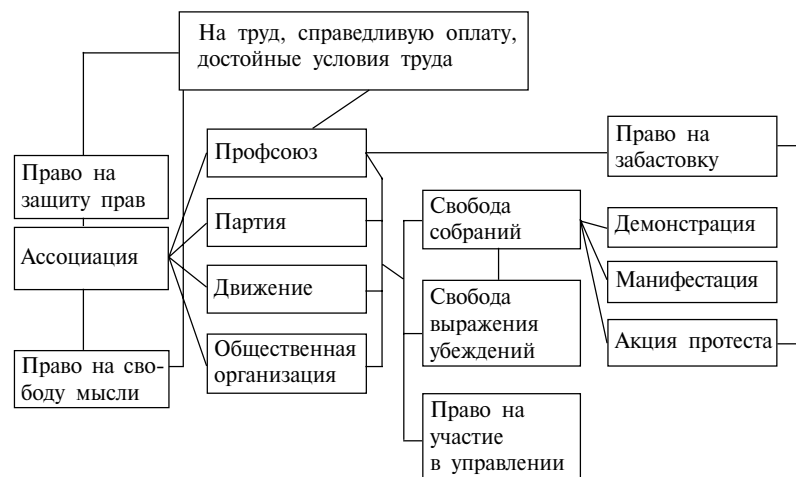 На труд, справедливую оплату,
достойные условия труда
Право на
защиту прав
Ассоциация
Право на сво-
боду мысли
Профсоюз
Партия
Движение
Общественная
организация
Свобода
собраний
Свобода
выражения
убеждений
Право на
участие
в управлении
Право на
забастовку
Демонстрация
Манифестация
Акция протеста